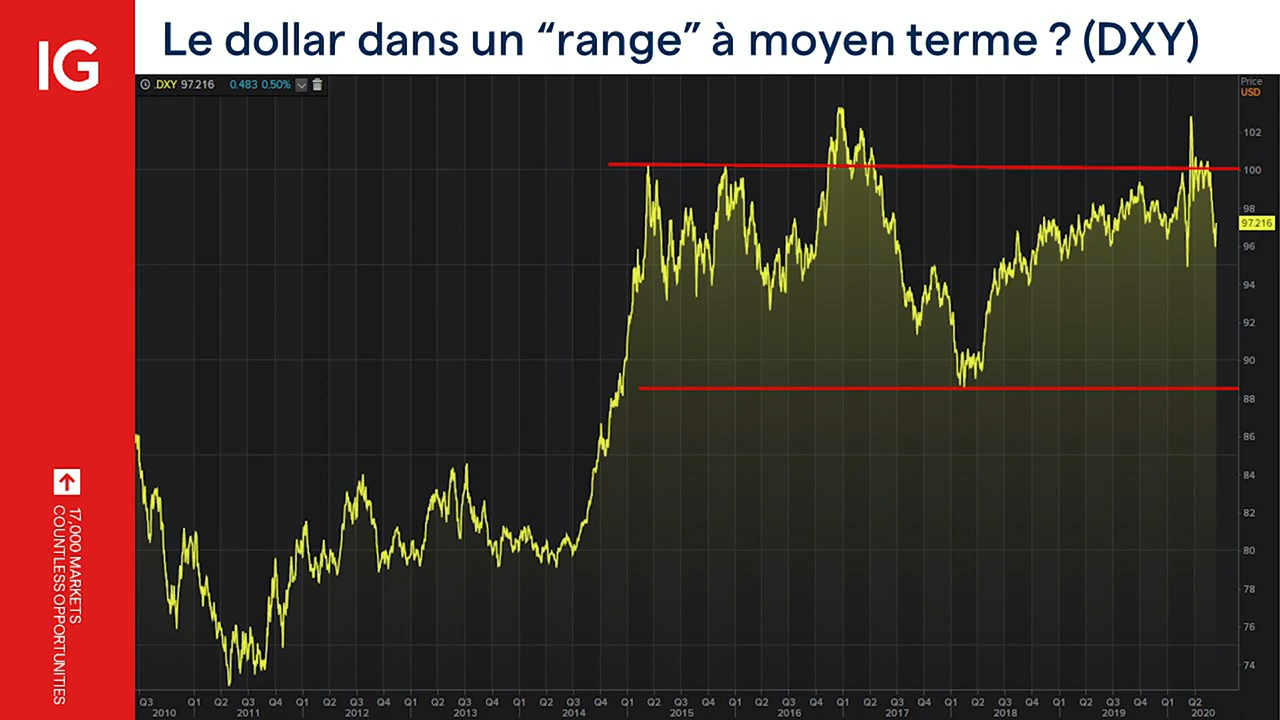 IG
Le dollar dans un “range” à moyen terme ? (DXY)
.DXY 97.216 0.483 0.50%
Price
USD
102
100
98
97.216
96
94
92
90
88
86
84
82
80
78
76
74
17,000 MARKETS
COUNTLESS OPPORTUNITIES
Q3 Q1 Q2 Q3 Q4 Q1 Q2 Q3 Q4 Q1 Q2 Q3 Q4 Q1 Q2 Q3 Q4 Q1 Q2 Q3 Q4 Q1 Q2 Q3 Q4 Q1 Q2 Q3 Q4 Q1 Q2 Q3 Q4 Q1 Q2 Q3 Q4 Q1 Q2
2010 2011 2012 2013 2014 2015 2016 2017 2018 2019 2020